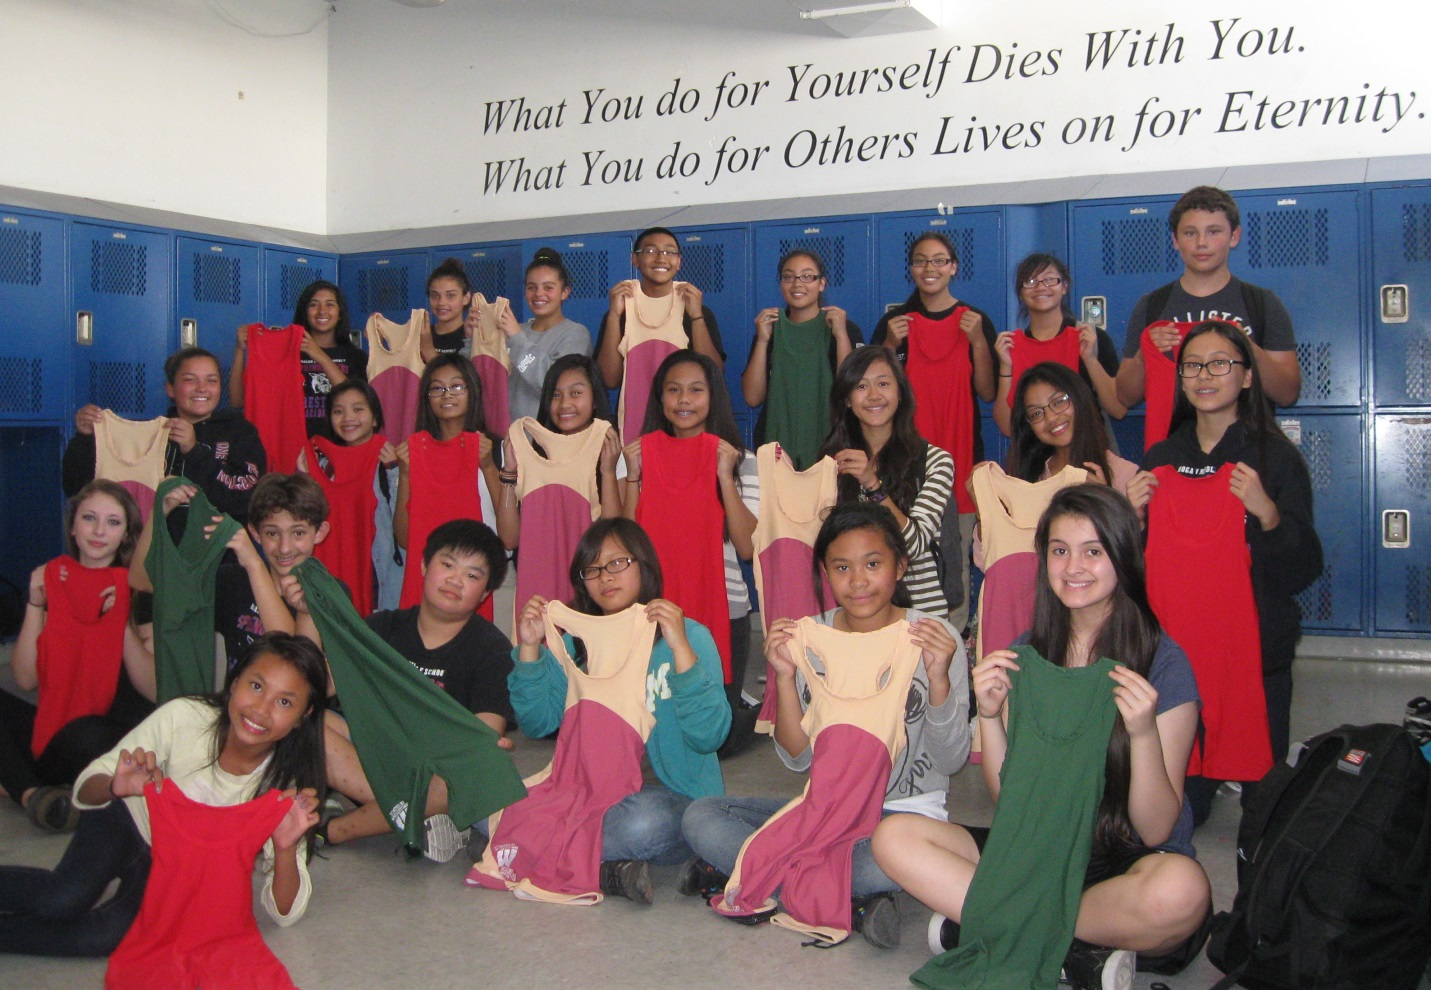 What You do for Yourself Dies With You.
What You do for Others Lives on for Eternity.